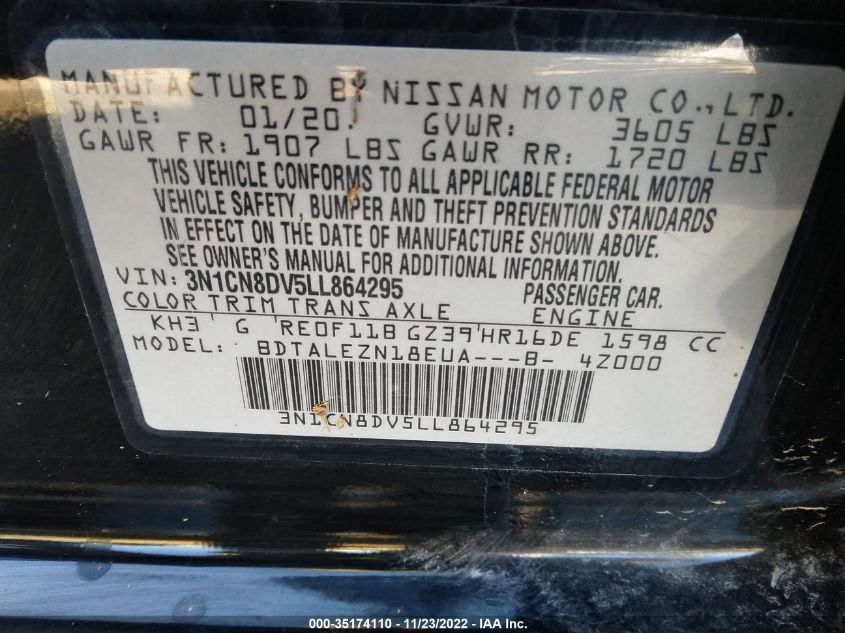 MANUFACTURED BY NISSAN MOTOR CO., LTD.
DATE: 01/20 GVWR: 3605 LBS
GAWR FR: 1907 LBS GAWR RR: 1720 LBS
THIS VEHICLE CONFORMS TO ALL APPLICABLE FEDERAL MOTOR
VEHICLE SAFETY, BUMPER AND THEFT PREVENTION STANDARDS
IN EFFECT ON THE DATE OF MANUFACTURE SHOWN ABOVE.
SEE OWNER'S MANUAL FOR ADDITIONAL INFORMATION.
VIN: 3N1CN8DV5LL864295 PASSENGER CAR.
COLOR TRIM TRANS AXLE ENGINE
KH3 G RE0F11B GZ39 HR16DE 1598 CC
MODEL: BDTALEZN18EUA---B- 4Z000
3N1CN8DV5LL864295
000-35174110 - 11/23/2022 - IAA Inc.